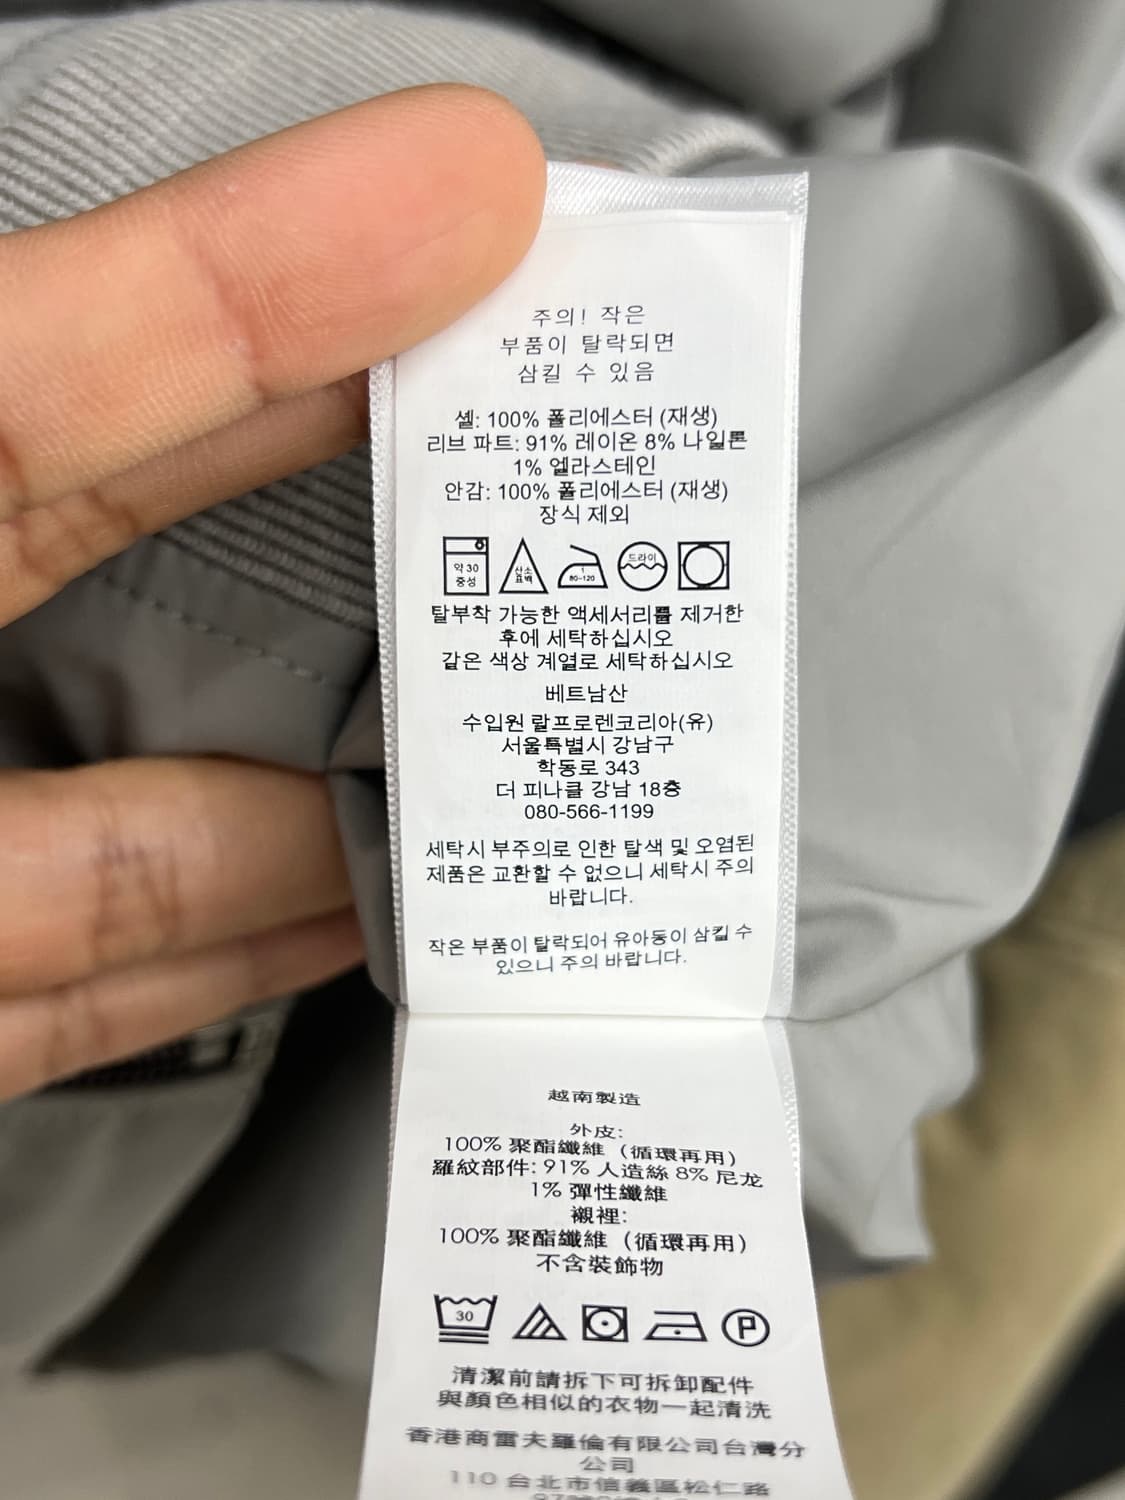 주의! 작은
부품이 탈락되면
삼킬 수 있음
셸: 100% 폴리에스터 (재생)
리브 파트: 91% 레이온 8% 나일론
1% 엘라스테인
안감: 100% 폴리에스터 (재생)
장식 제외
약 30
중성
산소
표백
1
80-120
드라이
탈부착 가능한 액세서리를 제거한
후에 세탁하십시오
같은 색상 계열로 세탁하십시오
베트남산
수입원 랄프로렌코리아(유)
서울특별시 강남구
학동로 343
더 피나클 강남 18층
080-566-1199
세탁시 부주의로 인한 탈색 및 오염된
제품은 교환할 수 없으니 세탁시 주의
바랍니다.
작은 부품이 탈락되어 유아동이 삼킬 수
있으니 주의 바랍니다.
越南製造
外皮:
100% 聚酯纖維 (循環再用)
羅紋部件: 91% 人造絲 8% 尼龙
1% 彈性纖維
襯裡:
100% 聚酯纖維 (循環再用)
不含裝飾物
30
P
清潔前請拆下可拆卸配件
與顏色相似的衣物一起清洗
香港商雷夫羅倫有限公司台灣分
公司
110 台北市信義區松仁路